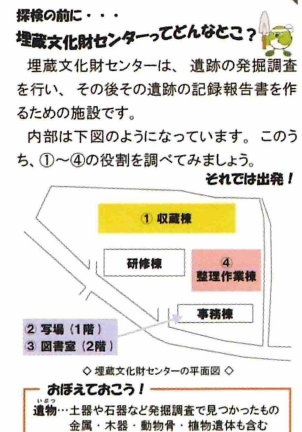 探検の前に・・・
埋蔵文化財センターってどんなとこ？
埋蔵文化財センターは、遺跡の発掘調査
を行い、その後その遺跡の記録報告書を作
るための施設です。
内部は下図のようになっています。このう
ち、①～④の役割を調べてみましょう。
それでは出発！
① 収蔵棟
研修棟
④
整理作業棟
事務棟
② 写場（1階）
③ 図書室（2階）
◇ 埋蔵文化財センターの平面図 ◇
おぼえておこう！
いぶつ
遺物…土器や石器など発掘調査で見つかったもの
金属・木器・動物骨・植物遺体も含む